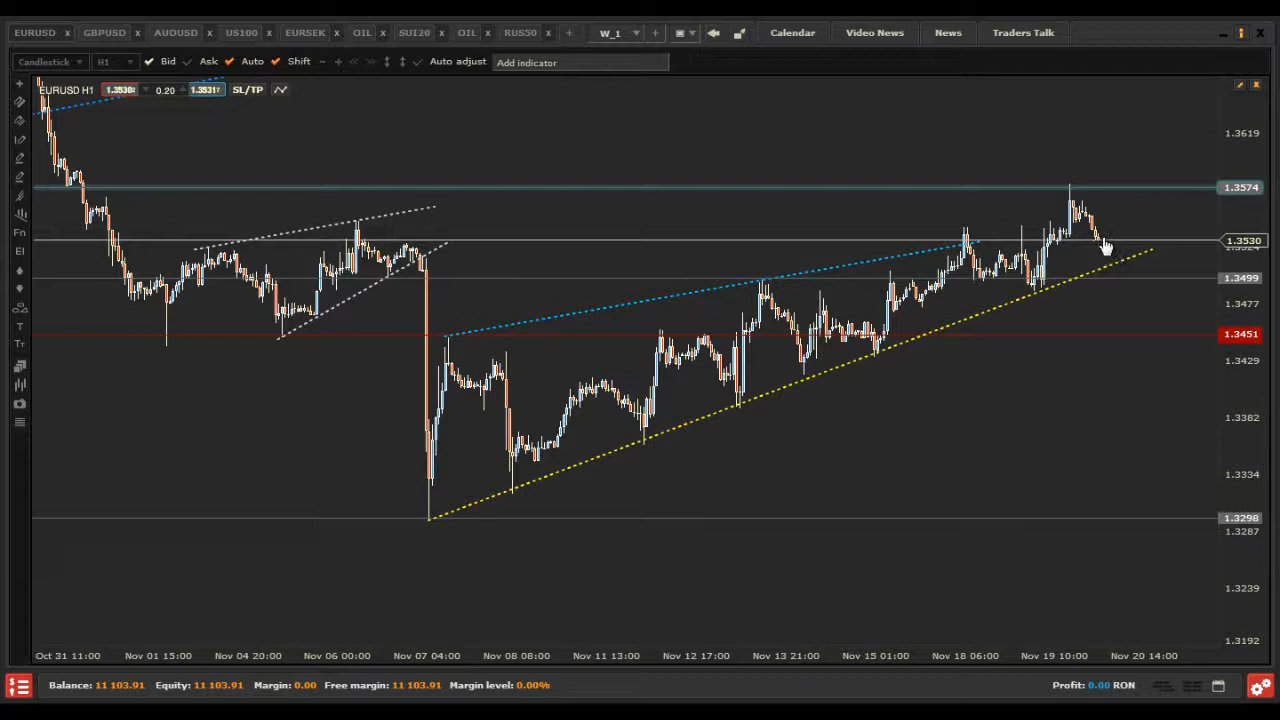 EURUSD x GBPUSD x AUDUSD x US100 x EURSEK x OIL x SUI20 x OIL x RUS50 x + W_1 + Calendar Video News News Traders Talk
Candlestick H1 Bid Ask Auto Shift Auto adjust Add indicator
EURUSD H1 1.35302 0.20 1.35317 SL/TP
1.3619
1.3574
1.3530
1.3499
1.3477
1.3451
1.3429
1.3382
1.3334
1.3298
1.3287
1.3239
1.3192
Fn
EI
T
Tт
Oct 31 11:00 Nov 01 15:00 Nov 04 20:00 Nov 06 00:00 Nov 07 04:00 Nov 08 08:00 Nov 11 13:00 Nov 12 17:00 Nov 13 21:00 Nov 15 01:00 Nov 18 06:00 Nov 19 10:00 Nov 20 14:00
Balance: 11 103.91 Equity: 11 103.91 Margin: 0.00 Free margin: 11 103.91 Margin level: 0.00% Profit: 0.00 RON